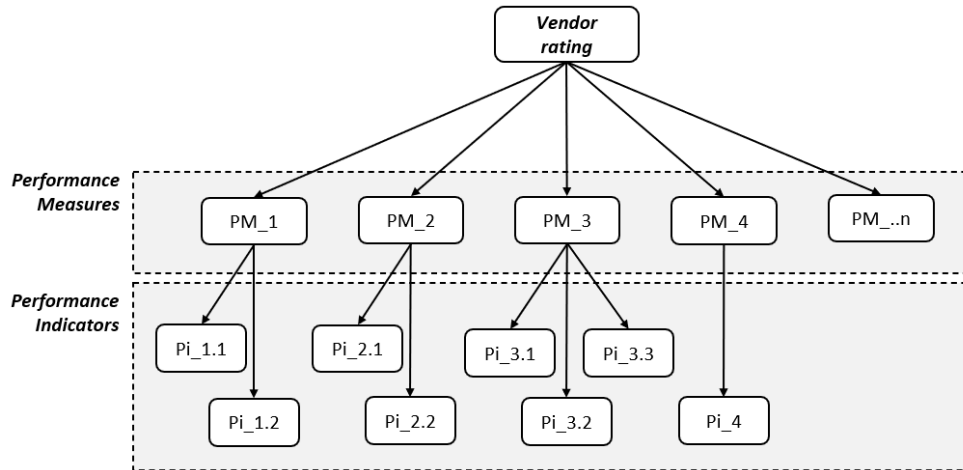 Vendor
rating
Performance
Measures
PM_1
PM_2
PM_3
PM_4
PM_..n
Performance
Indicators
Pi_1.1
Pi_2.1
Pi_3.1
Pi_3.3
Pi_1.2
Pi_2.2
Pi_3.2
Pi_4